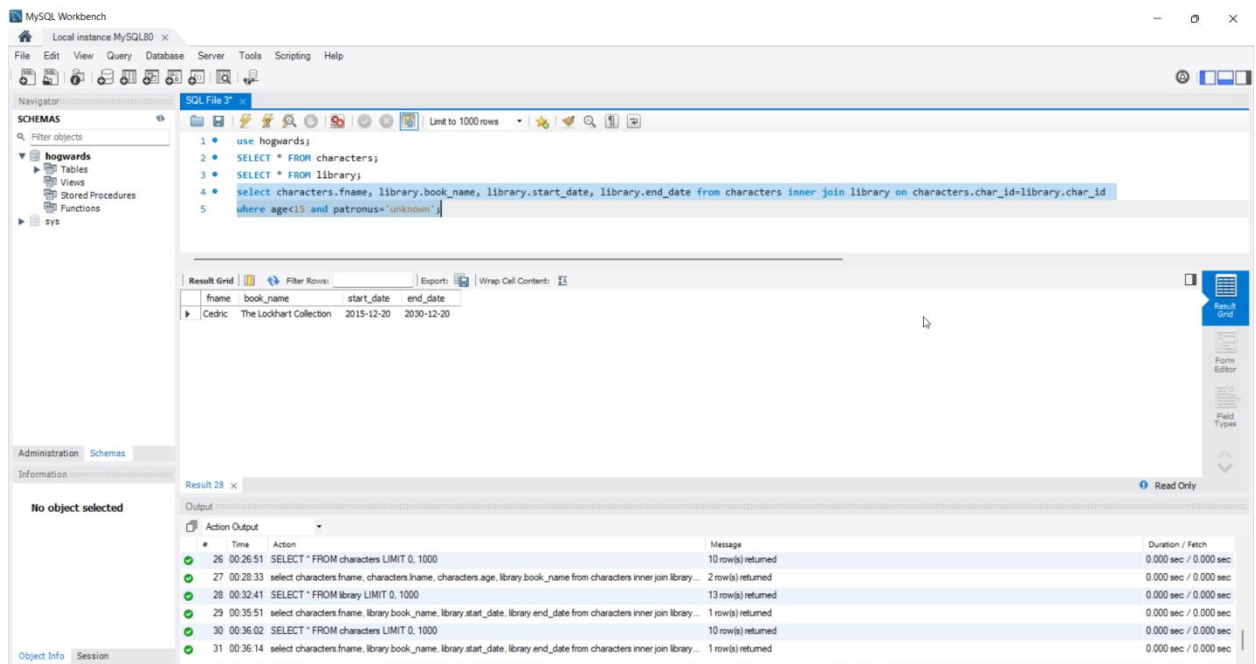 MySQL Workbench
Local instance MySQL80
File Edit View Query Database Server Tools Scripting Help
Navigator
SQL File 3*
SCHEMAS
Limit to 1000 rows
Filter objects
1 use hogwards;
2 SELECT * FROM characters;
3 SELECT * FROM library;
4 select characters.fname, library.book_name, library.start_date, library.end_date from characters inner join library on characters.char_id=library.char_id
5 where age<15 and patronus='unknown';
hogwards
Tables
Views
Stored Procedures
Functions
sys
Result Grid Filter Rows: Export: Wrap Cell Content:
fname book_name start_date end_date
Cedric The Lockhart Collection 2015-12-20 2030-12-20
Result Grid
Form Editor
Field Types
Administration Schemas
Information
No object selected
Result 28
Read Only
Output
Action Output
# Time Action Message Duration / Fetch
26 00:26:51 SELECT * FROM characters LIMIT 0, 1000 10 row(s) returned 0.000 sec / 0.000 sec
27 00:28:33 select characters.fname, characters.lname, characters.age, library.book_name from characters inner join library... 2 row(s) returned 0.000 sec / 0.000 sec
28 00:32:41 SELECT * FROM library LIMIT 0, 1000 13 row(s) returned 0.000 sec / 0.000 sec
29 00:35:51 select characters.fname, library.book_name, library.start_date, library.end_date from characters inner join library... 1 row(s) returned 0.000 sec / 0.000 sec
30 00:36:02 SELECT * FROM characters LIMIT 0, 1000 10 row(s) returned 0.000 sec / 0.000 sec
31 00:36:14 select characters.fname, library.book_name, library.start_date, library.end_date from characters inner join library... 1 row(s) returned 0.000 sec / 0.000 sec
Object Info Session